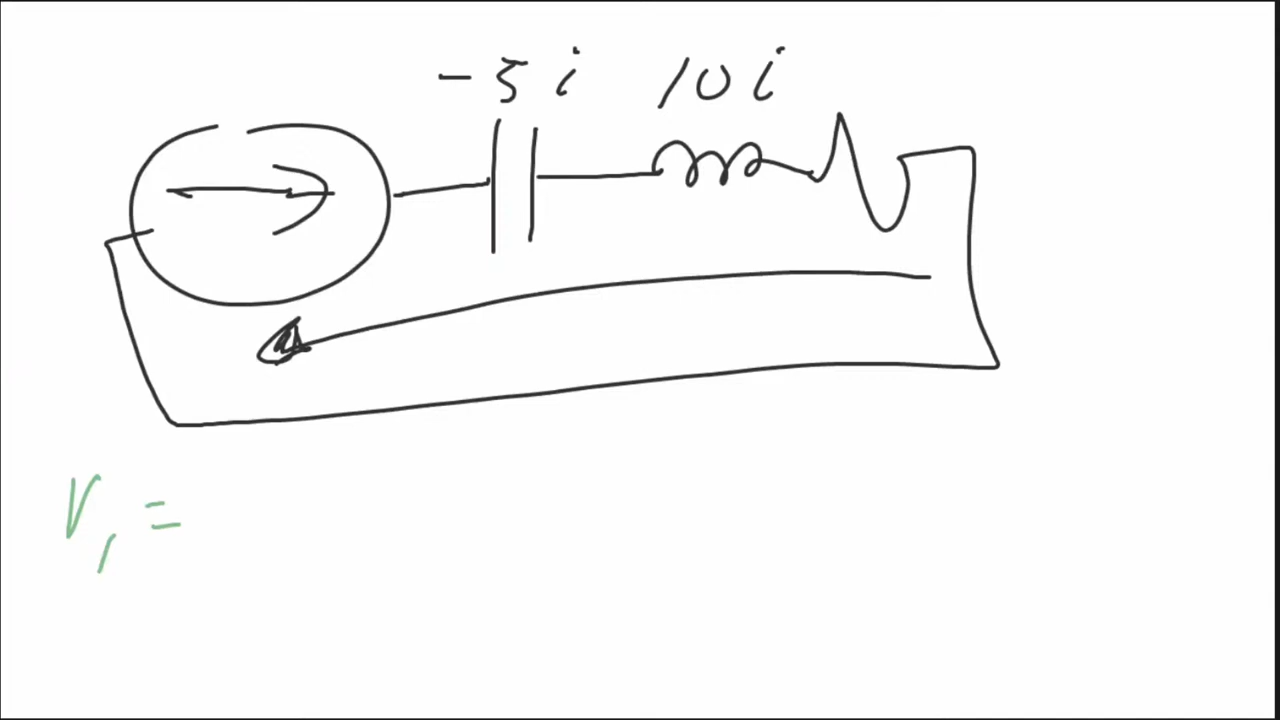 -5i 10i
V₁ =